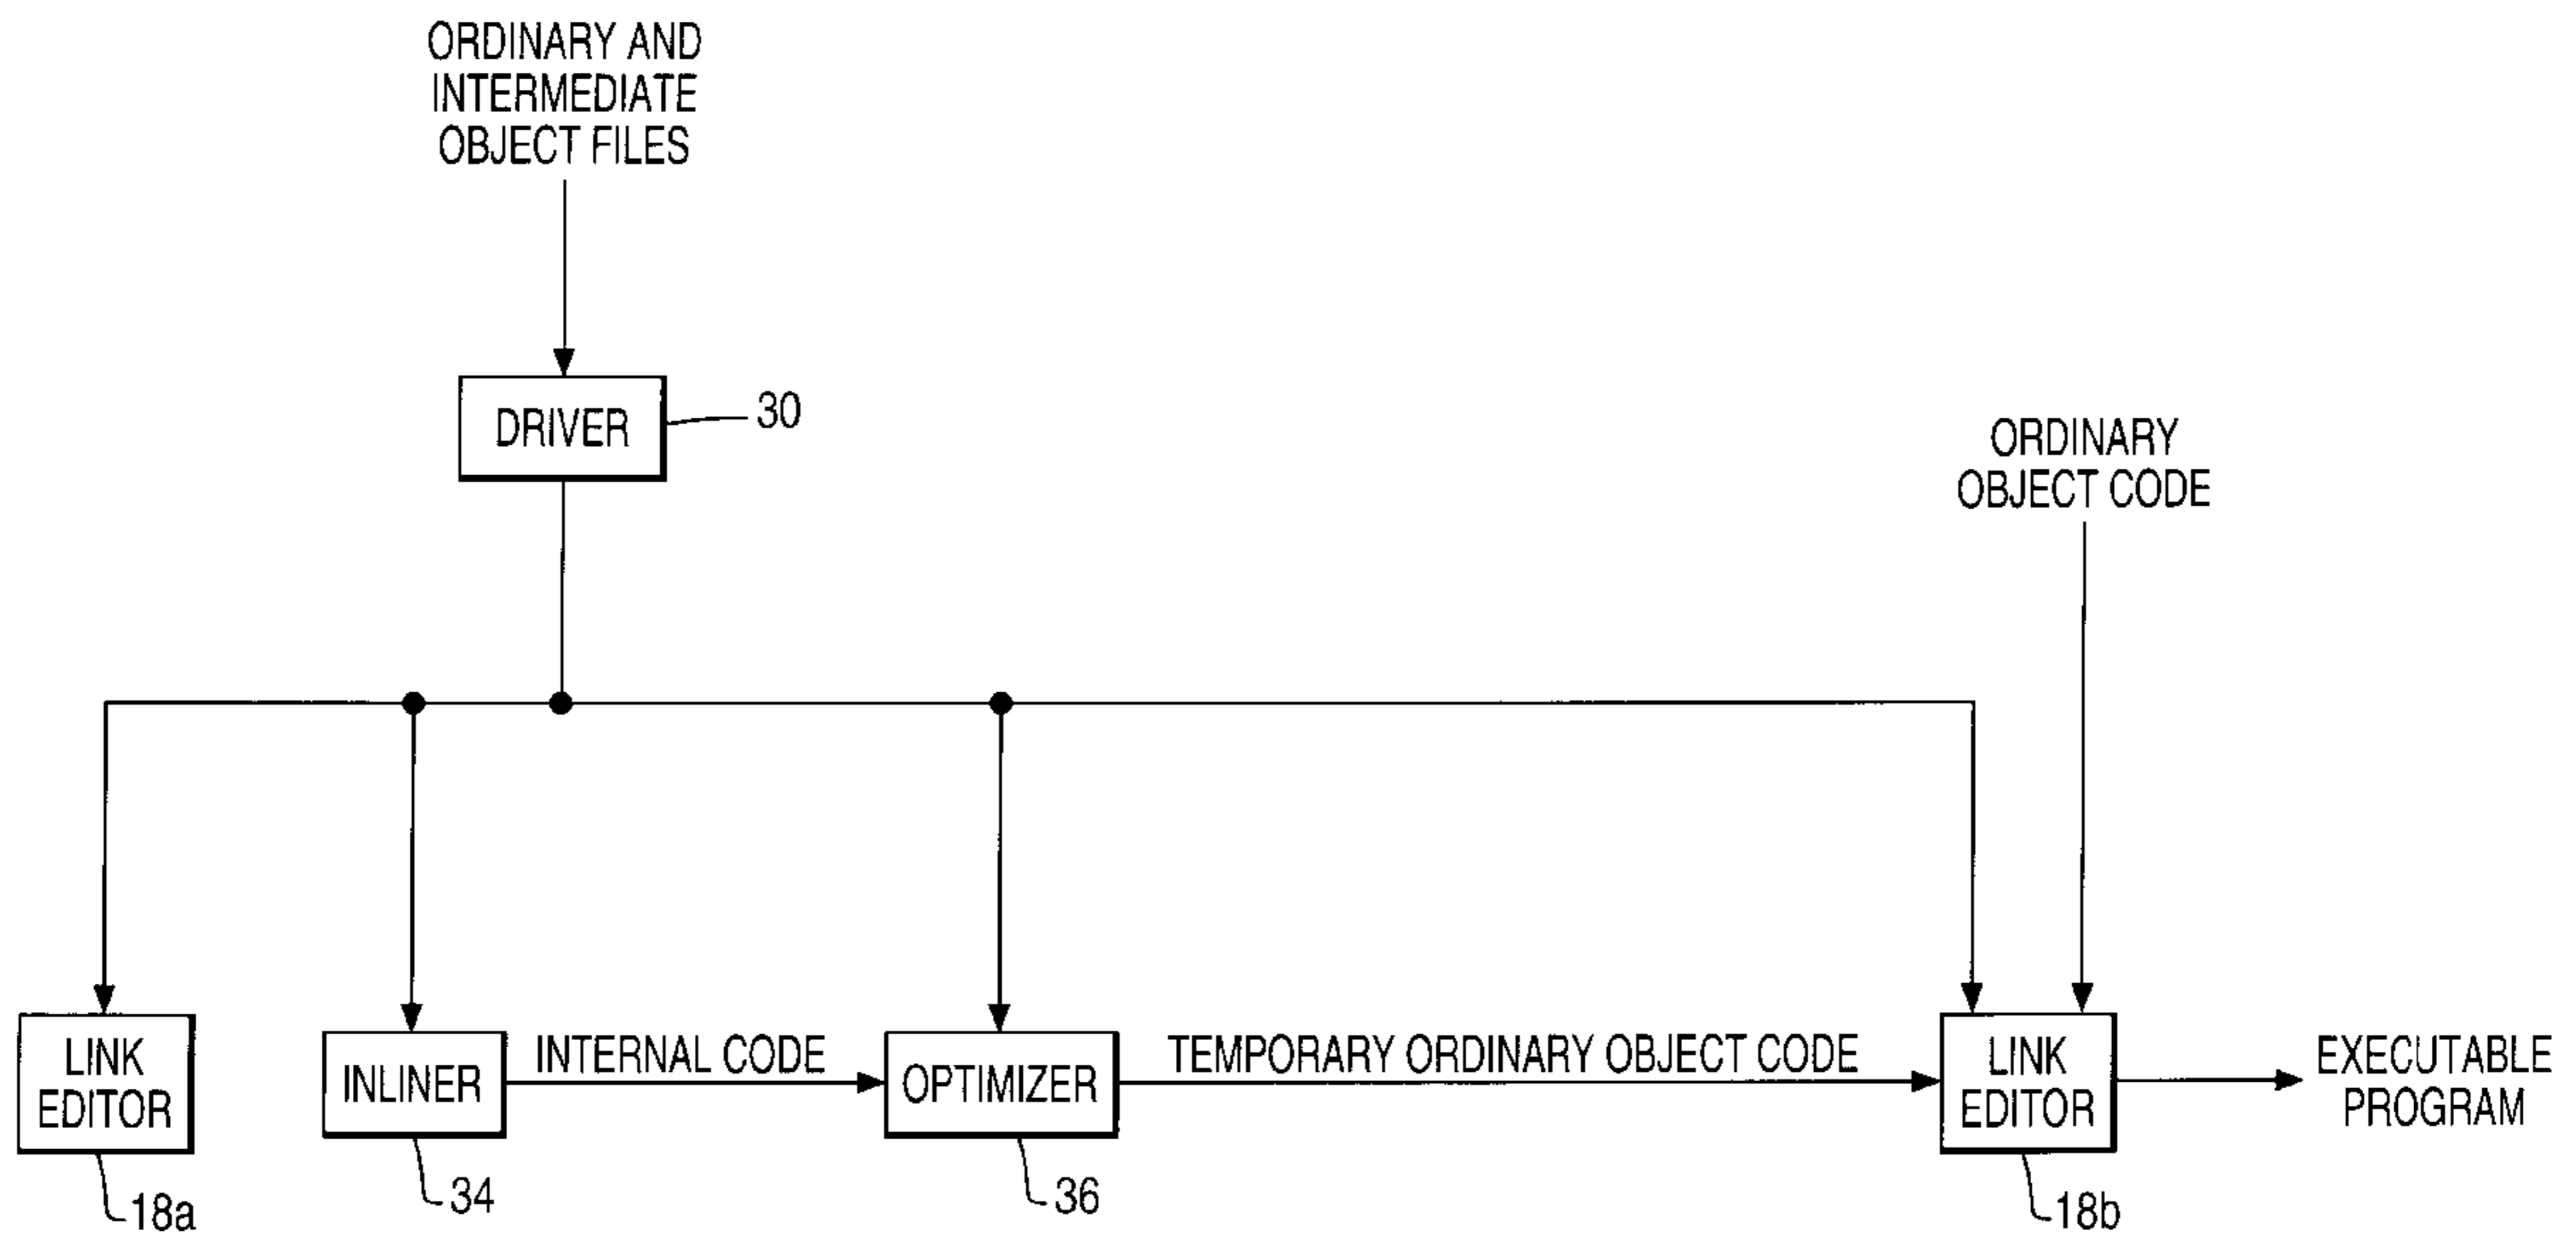 ORDINARY AND
INTERMEDIATE
OBJECT FILES
DRIVER
30
ORDINARY
OBJECT CODE
LINK
EDITOR
18a
INLINER
34
INTERNAL CODE
OPTIMIZER
36
TEMPORARY ORDINARY OBJECT CODE
LINK
EDITOR
18b
EXECUTABLE
PROGRAM